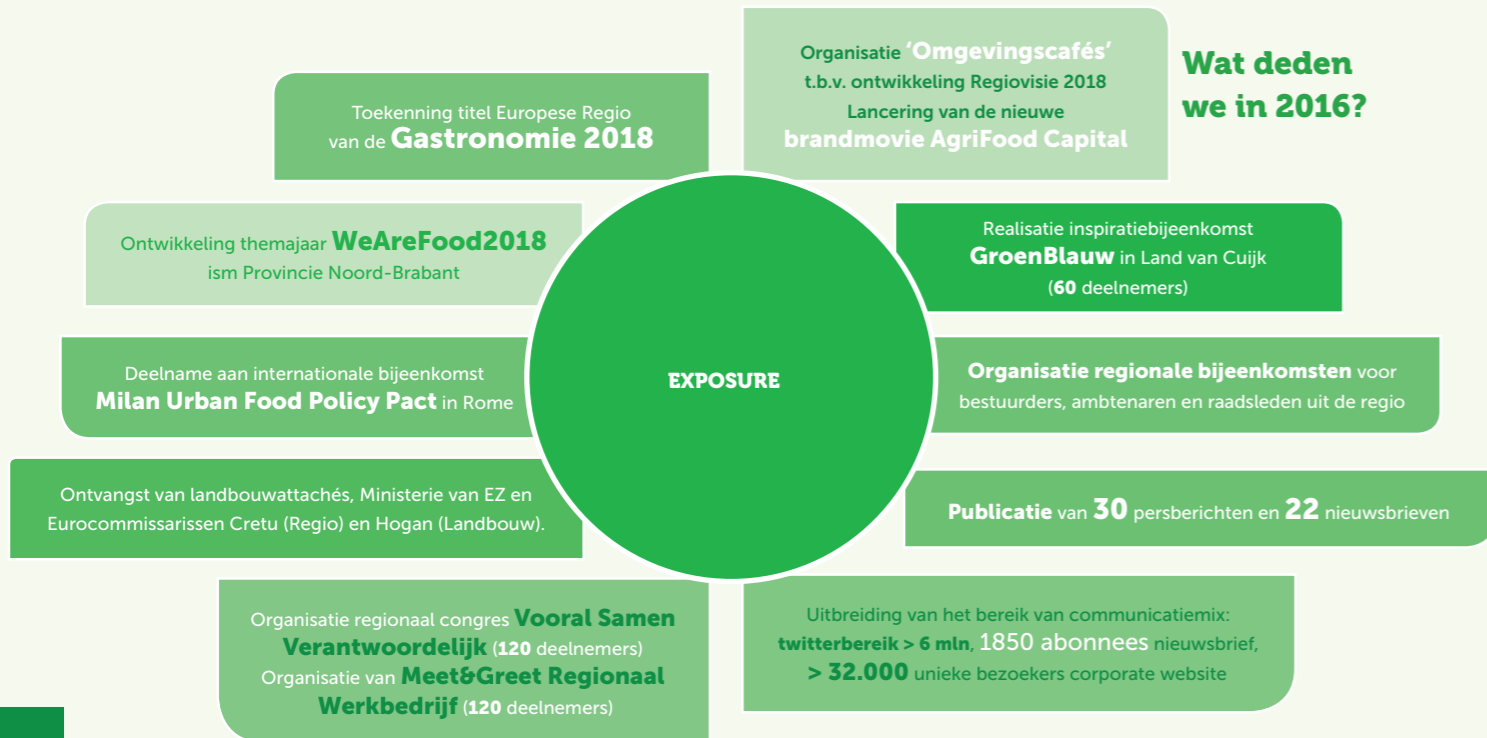 Wat deden
we in 2016?
Organisatie 'Omgevingscafés'
t.b.v. ontwikkeling Regiovisie 2018
Lancering van de nieuwe
brandmovie AgriFood Capital
Toekenning titel Europese Regio
van de Gastronomie 2018
Realisatie inspiratiebijeenkomst
GroenBlauw in Land van Cuijk
(60 deelnemers)
Ontwikkeling themajaar WeAreFood2018
ism Provincie Noord-Brabant
EXPOSURE
Organisatie regionale bijeenkomsten voor
bestuurders, ambtenaren en raadsleden uit de regio
Deelname aan internationale bijeenkomst
Milan Urban Food Policy Pact in Rome
Publicatie van 30 persberichten en 22 nieuwsbrieven
Ontvangst van landbouwattachés, Ministerie van EZ en
Eurocommissarissen Cretu (Regio) en Hogan (Landbouw).
Uitbreiding van het bereik van communicatiemix:
twitterbereik > 6 mln, 1850 abonnees nieuwsbrief,
> 32.000 unieke bezoekers corporate website
Organisatie regionaal congres Vooral Samen
Verantwoordelijk (120 deelnemers)
Organisatie van Meet&Greet Regionaal
Werkbedrijf (120 deelnemers)